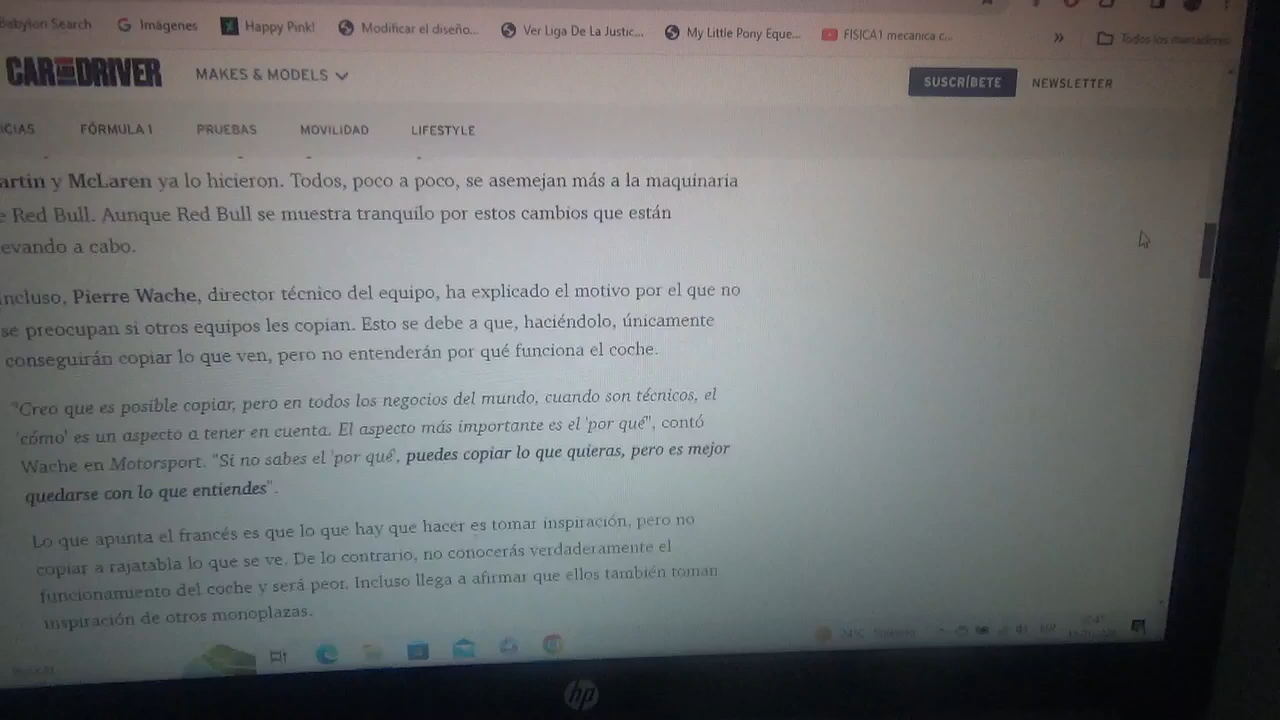 Babylon Search Imágenes Happy Pink! Modificar el diseño... Ver Liga De La Justic... My Little Pony Eque... FISICA1 mecanica c... » Todos los marcadores
CAR AND DRIVER MAKES & MODELS SUSCRÍBETE NEWSLETTER
ICIAS FÓRMULA 1 PRUEBAS MOVILIDAD LIFESTYLE
artin y McLaren ya lo hicieron. Todos, poco a poco, se asemejan más a la maquinaria
e Red Bull. Aunque Red Bull se muestra tranquilo por estos cambios que están
evando a cabo.
Incluso, Pierre Wache, director técnico del equipo, ha explicado el motivo por el que no
se preocupan si otros equipos les copian. Esto se debe a que, haciéndolo, únicamente
conseguirán copiar lo que ven, pero no entenderán por qué funciona el coche.
"Creo que es posible copiar, pero en todos los negocios del mundo, cuando son técnicos, el
'cómo' es un aspecto a tener en cuenta. El aspecto más importante es el 'por qué'", contó
Wache en Motorsport. "Si no sabes el 'por qué', puedes copiar lo que quieras, pero es mejor
quedarse con lo que entiendes".
Lo que apunta el francés es que lo que hay que hacer es tomar inspiración, pero no
copiar a rajatabla lo que se ve. De lo contrario, no conocerás verdaderamente el
funcionamiento del coche y será peor. Incluso llega a afirmar que ellos también toman
inspiración de otros monoplazas.
24°C
hp